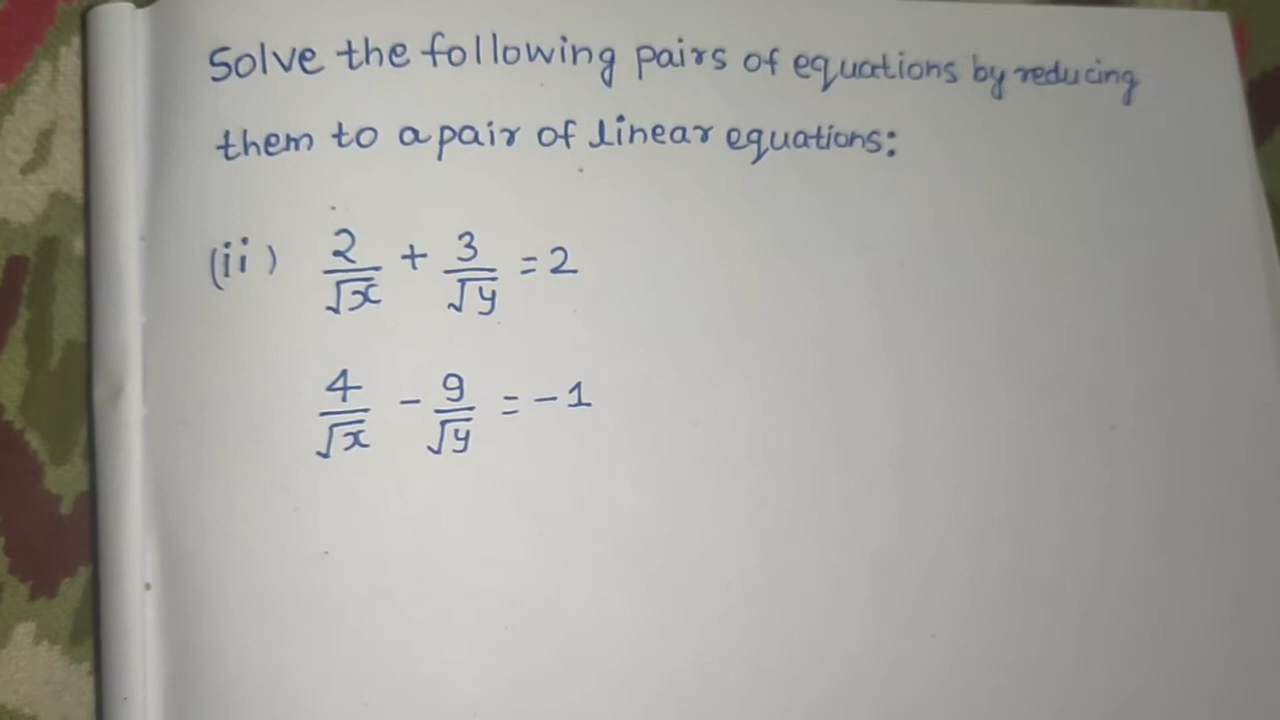 Solve the following pairs of equations by reducing
them to a pair of linear equations:
(ii) 2/√x + 3/√y = 2
4/√x - 9/√y = -1